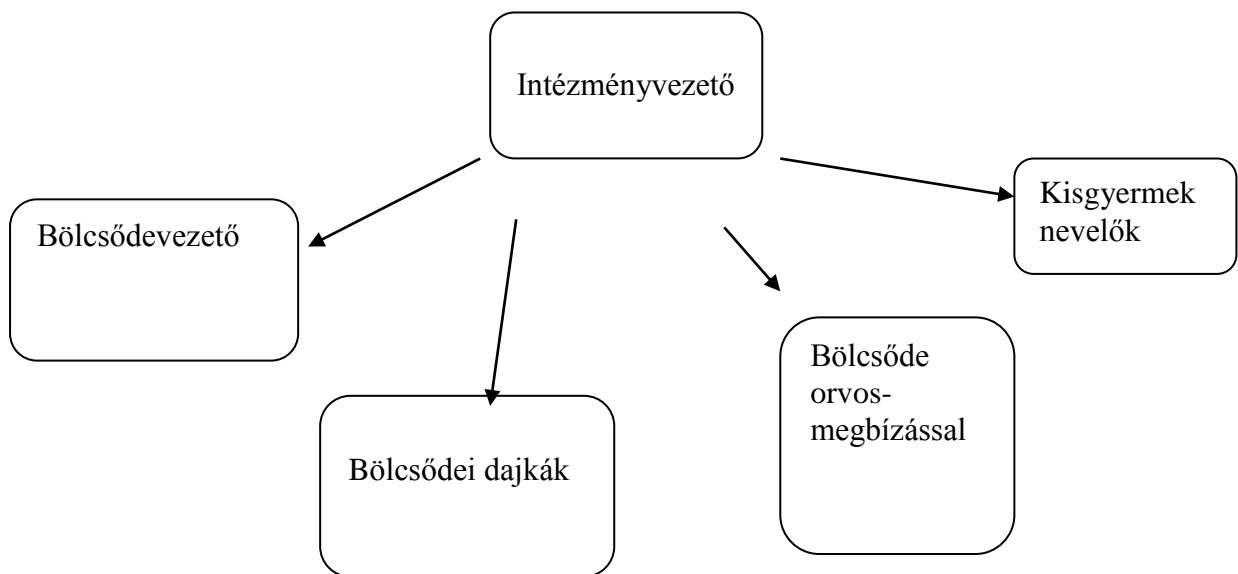 Intézményvezető
Bölcsődevezető
Kisgyermek
nevelők
Bölcsődei dajkák
Bölcsőde
orvos-
megbízással